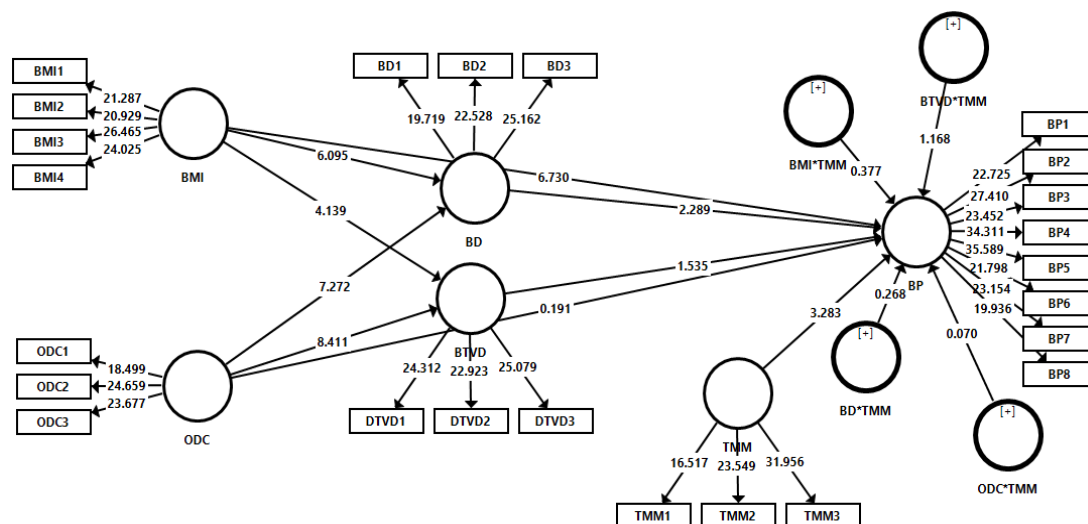 [+]
BTVD*TMM
[+]
BMI*TMM
BMI1
BMI2
BMI3
BMI4
21.287
20.929
26.465
24.025
BMI
BD1
BD2
BD3
19.719
22.528
25.162
BD
6.095
6.730
2.289
4.139
7.272
8.411
1.535
0.191
ODC1
ODC2
ODC3
18.499
24.659
23.677
ODC
BTVD
24.312
22.923
25.079
DTVD1
DTVD2
DTVD3
0.377
1.168
BP
22.725
27.410
23.452
34.311
35.589
21.798
23.154
19.936
BP1
BP2
BP3
BP4
BP5
BP6
BP7
BP8
3.283
0.268
0.070
TMM
16.517
23.549
31.956
TMM1
TMM2
TMM3
[+]
BD*TMM
[+]
ODC*TMM